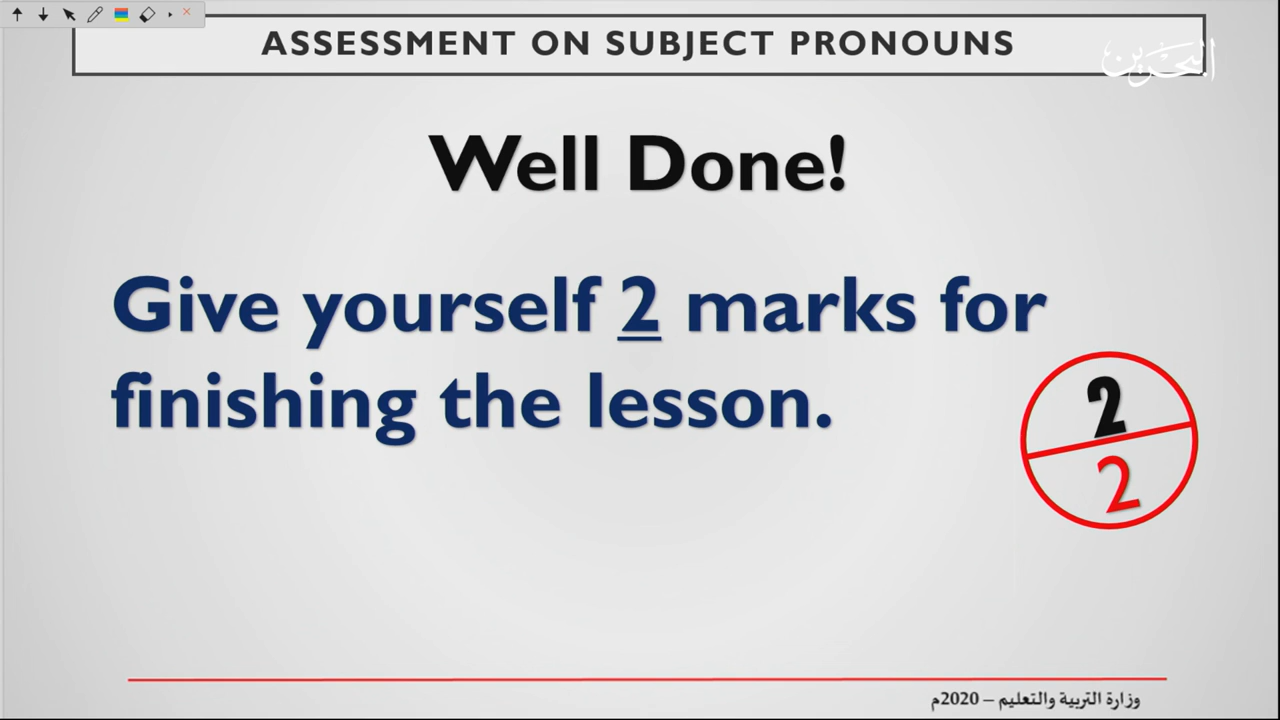 ASSESSMENT ON SUBJECT PRONOUNS
البحرين
Well Done!
Give yourself 2 marks for
finishing the lesson.
2
2
وزارة التربية والتعليم – 2020م